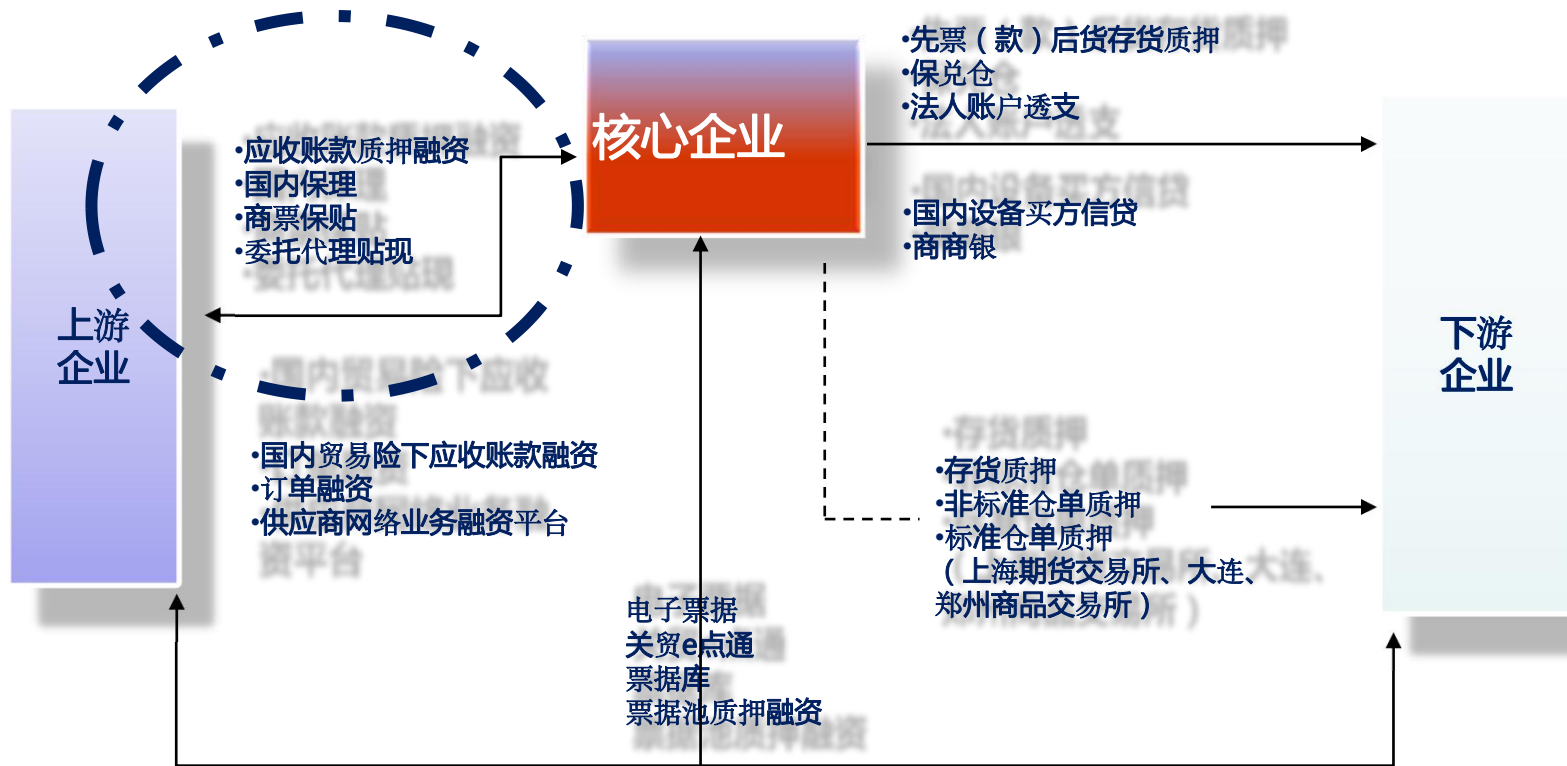 核心企业
•先票（款）后货存货质押
•保兑仓
•法人账户透支
•国内设备买方信贷
•商商银
•应收账款质押融资
•国内保理
•商票保贴
•委托代理贴现
上游
企业
下游
企业
•国内贸易险下应收账款融资
•订单融资
•供应商网络业务融资平台
•存货质押
•非标准仓单质押
•标准仓单质押
（上海期货交易所、大连、
郑州商品交易所）
电子票据
关贸e点通
票据库
票据池质押融资